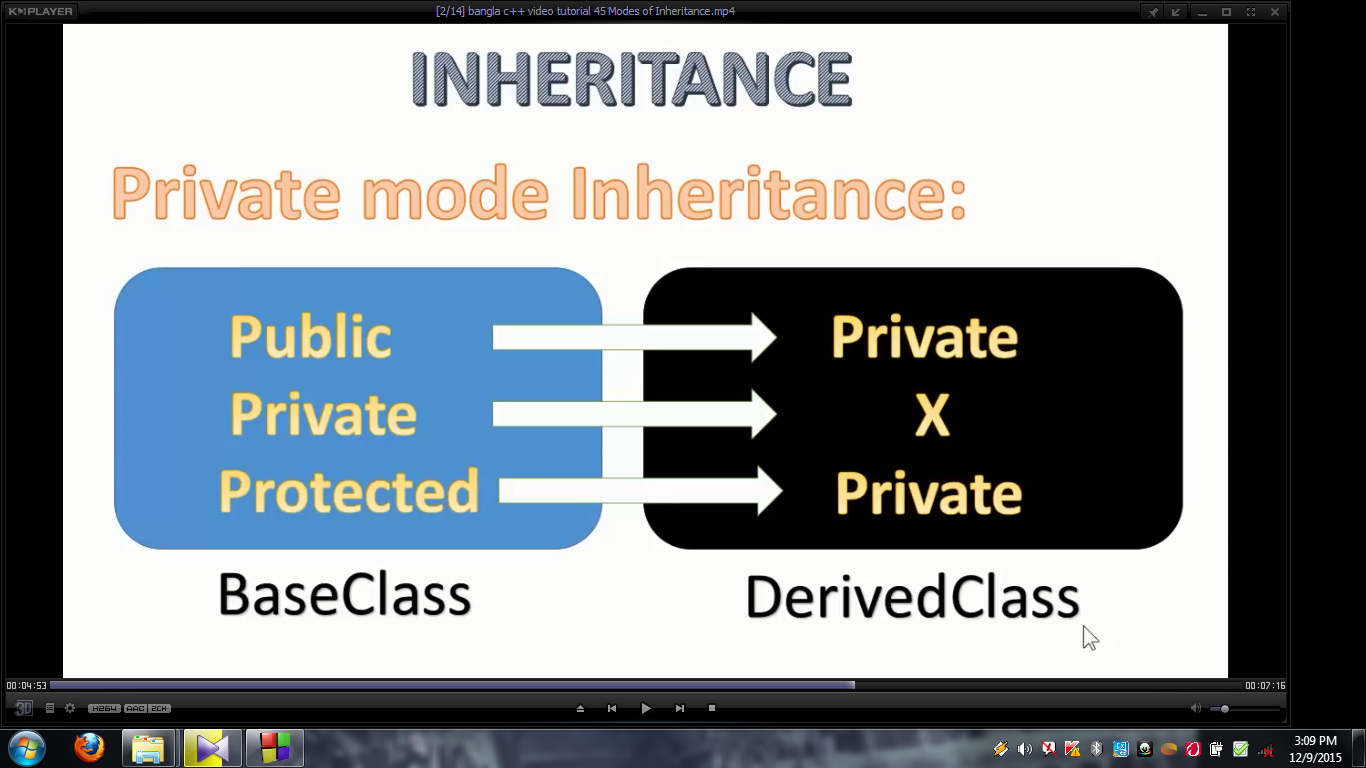 K►MPLAYER
[2/14] bangla c++ video tutorial 45 Modes of Inheritance.mp4
INHERITANCE
Private mode Inheritance:
Public Private
Private X
Protected Private
BaseClass DerivedClass
00:04:53 00:07:16
3D H264 AAC 2CH
3:09 PM
12/9/2015